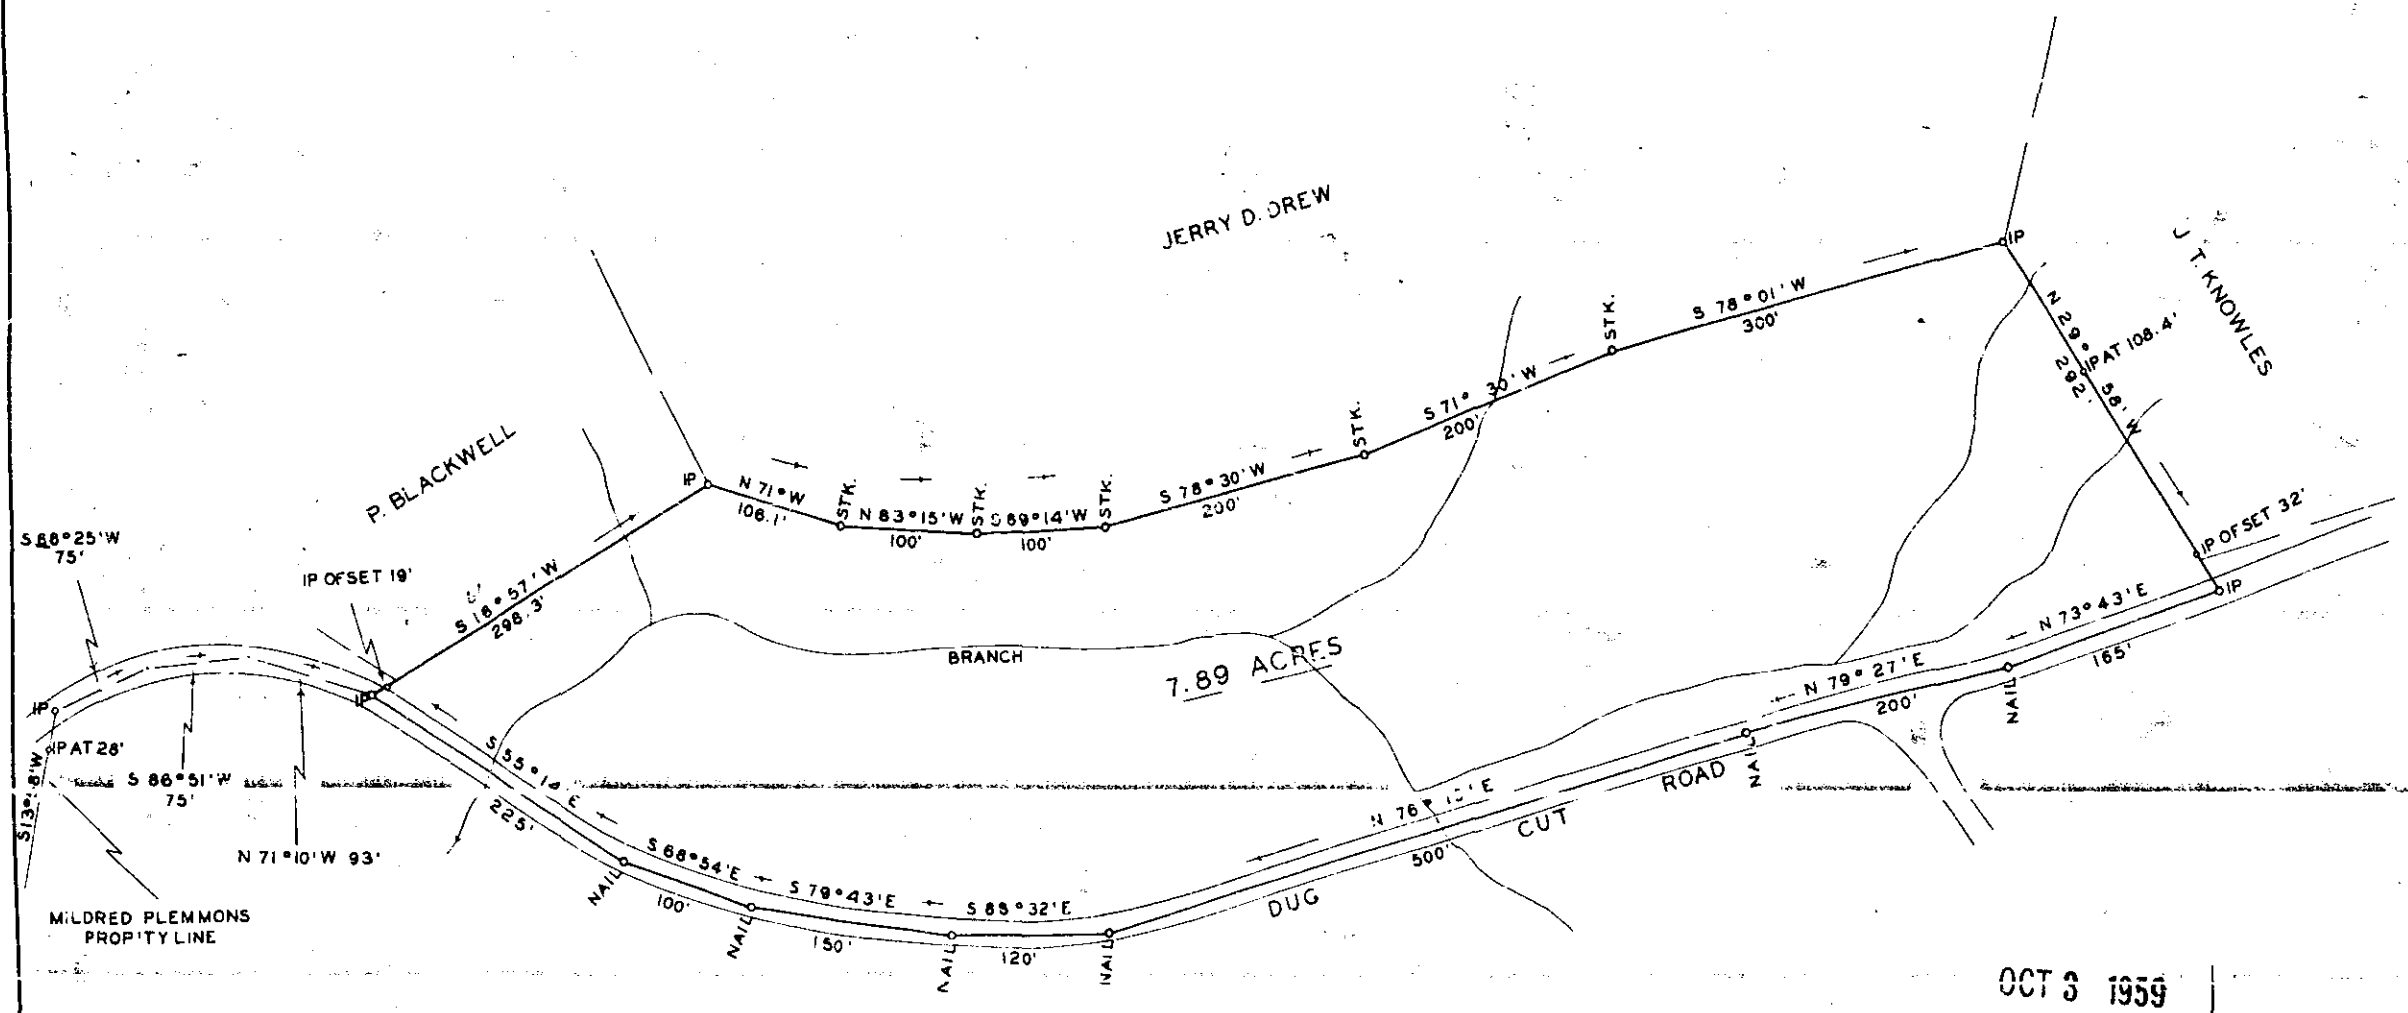 JERRY D. DREW
J. T. KNOWLES
P. BLACKWELL
IP
S 78° 01' W
300'
STK.
S 71° 30' W
200'
STK.
S 78° 30' W
200'
STK.
S 89° 14' W
100'
STK.
N 83° 15' W
100'
STK.
N 71° W
106.1'
IP
S 18° 57' W
298.3'
N 29° 58' W
292'
IP AT 108.4'
IP OFSET 32'
IP
S 68° 25' W
75'
IP OFSET 19'
IP
IP
IP AT 28'
S 86° 51' W
75'
N 71° 10' W 93'
MILDRED PLEMMONS
PROP'TY LINE
BRANCH
7.89 ACRES
S 55° 14' E
225'
NAIL
S 68° 54' E
100'
NAIL
S 79° 43' E
150'
NAIL
120'
NAIL
N 76°
500'
DUG CUT ROAD
NAIL
N 79° 27' E
200'
NAIL
N 73° 43' E
165'
OCT 3 1959